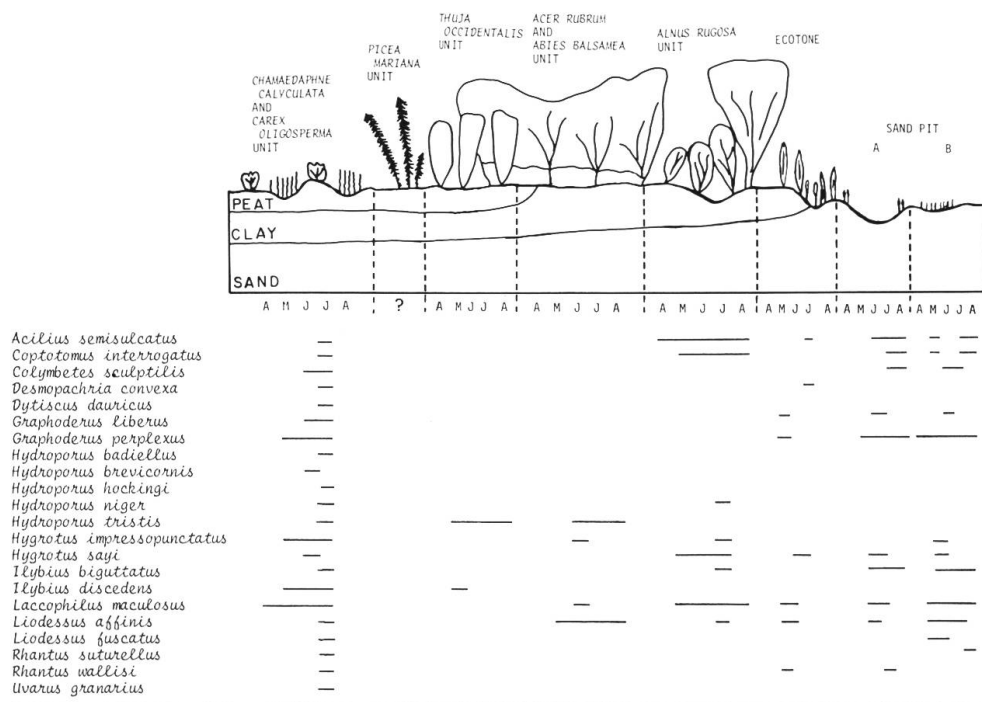 THUJA
OCCIDENTALIS
UNIT
ACER RUBRUM
AND
ABIES BALSAMEA
UNIT
ALNUS RUGOSA
UNIT
ECOTONE
PICEA
MARIANA
UNIT
CHAMAEDAPHNE
CALYCULATA
AND
CAREX
OLIGOSPERMA
UNIT
SAND PIT
A B
PEAT
CLAY
SAND
A M J J A ? A M J J A A M J J A A M J J A A M J J A A M J J A A M J J A
Acilius semisulcatus
Coptotomus interrogatus
Colymbetes sculptilis
Desmopachria convexa
Dytiscus dauricus
Graphoderus liberus
Graphoderus perplexus
Hydroporus badiellus
Hydroporus brevicornis
Hydroporus hockingi
Hydroporus niger
Hydroporus tristis
Hygrotus impressopunctatus
Hygrotus sayi
Ilybius biguttatus
Ilybius discedens
Laccophilus maculosus
Liodessus affinis
Liodessus fuscatus
Rhantus suturellus
Rhantus wallisi
Uvarus granarius